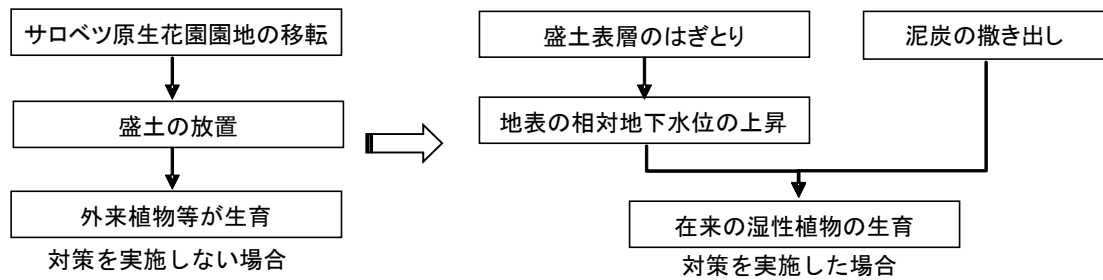 サロベツ原生花園園地の移転
盛土の放置
外来植物等が生育
対策を実施しない場合
盛土表層のはぎとり
泥炭の撒き出し
地表の相対地下水位の上昇
在来の湿性植物の生育
対策を実施した場合